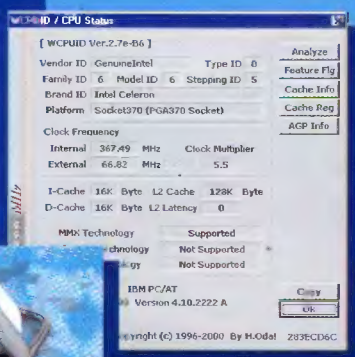 ID / CPU Status
[ WCPUID Ver.2.7e-B6 ]
Vendor ID GenuineIntel Type ID 0
Family ID 6 Model ID 6 Stepping ID 5
Brand ID Intel Celeron
Platform Socket370 (PGA370 Socket)
Clock Frequency
Internal 367.49 MHz Clock Multiplier
External 66.82 MHz 5.5
I-Cache 16K Byte L2 Cache 128K Byte
D-Cache 16K Byte L2 Latency 0
MMX Technology Supported
chnology Not Supported
gy Not Supported
IBM PC/AT
Version 4.10.2222 A
pyright (c) 1996-2000 By H.Oda! 283ECD6C
Analyze
Feature Flg
Cache Info
Cache Reg
AGP Info
Copy
OK